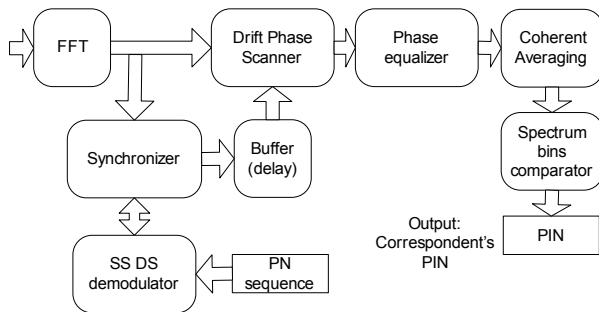 FFT
Drift Phase
Scanner
Phase
equalizer
Coherent
Averaging
Synchronizer
Buffer
(delay)
Spectrum
bins
comparator
Output:
Correspondent's
PIN
PIN
SS DS
demodulator
PN
sequence